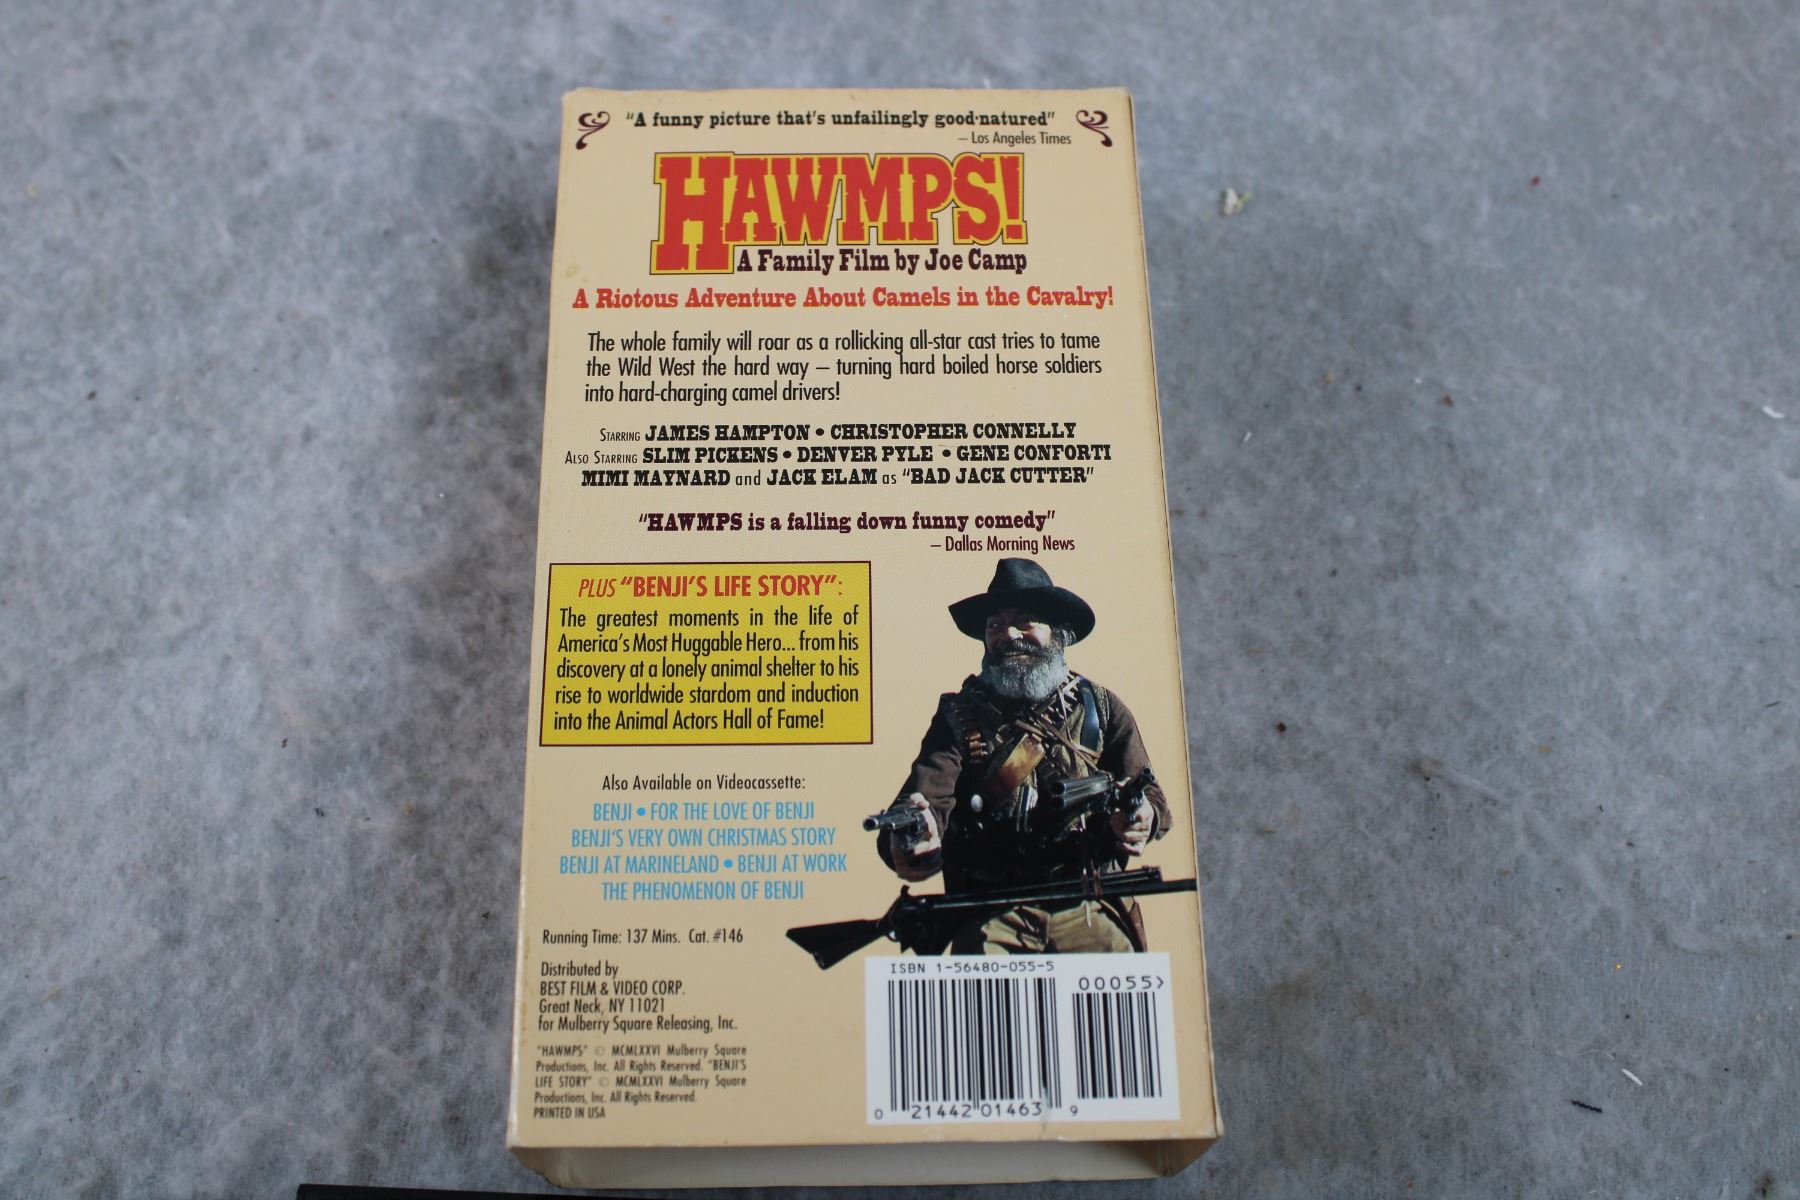 "A funny picture that's unfailingly good-natured"
– Los Angeles Times
HAWMPS!
A Family Film by Joe Camp
A Riotous Adventure About Camels in the Cavalry!
The whole family will roar as a rollicking all-star cast tries to tame
the Wild West the hard way – turning hard boiled horse soldiers
into hard-charging camel drivers!
STARRING JAMES HAMPTON • CHRISTOPHER CONNELLY
ALSO STARRING SLIM PICKENS • DENVER PYLE • GENE CONFORTI
MIMI MAYNARD and JACK ELAM as "BAD JACK CUTTER"
"HAWMPS is a falling down funny comedy"
– Dallas Morning News
PLUS "BENJI'S LIFE STORY":
The greatest moments in the life of
America's Most Huggable Hero... from his
discovery at a lonely animal shelter to his
rise to worldwide stardom and induction
into the Animal Actors Hall of Fame!
Also Available on Videocassette:
BENJI • FOR THE LOVE OF BENJI
BENJI'S VERY OWN CHRISTMAS STORY
BENJI AT MARINELAND • BENJI AT WORK
THE PHENOMENON OF BENJI
Running Time: 137 Mins. Cat. #146
Distributed by
BEST FILM & VIDEO CORP.
Great Neck, NY 11021
for Mulberry Square Releasing, Inc.
"HAWMPS" © MCMLXXVI Mulberry Square
Productions, Inc. All Rights Reserved. "BENJI'S
LIFE STORY" © MCMLXXVI Mulberry Square
Productions, Inc. All Rights Reserved.
PRINTED IN USA
ISBN 1-56480-055-5
00055>
0 21442 01463 9